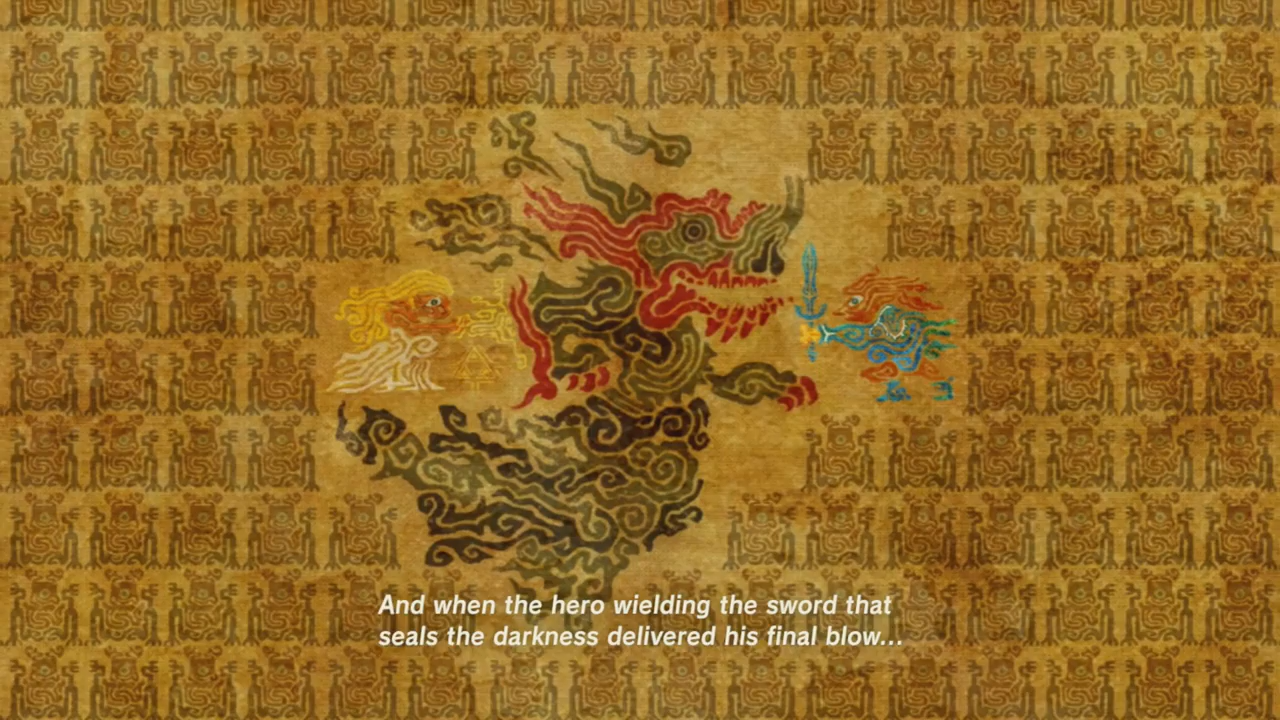 And when the hero wielding the sword that
seals the darkness delivered his final blow...